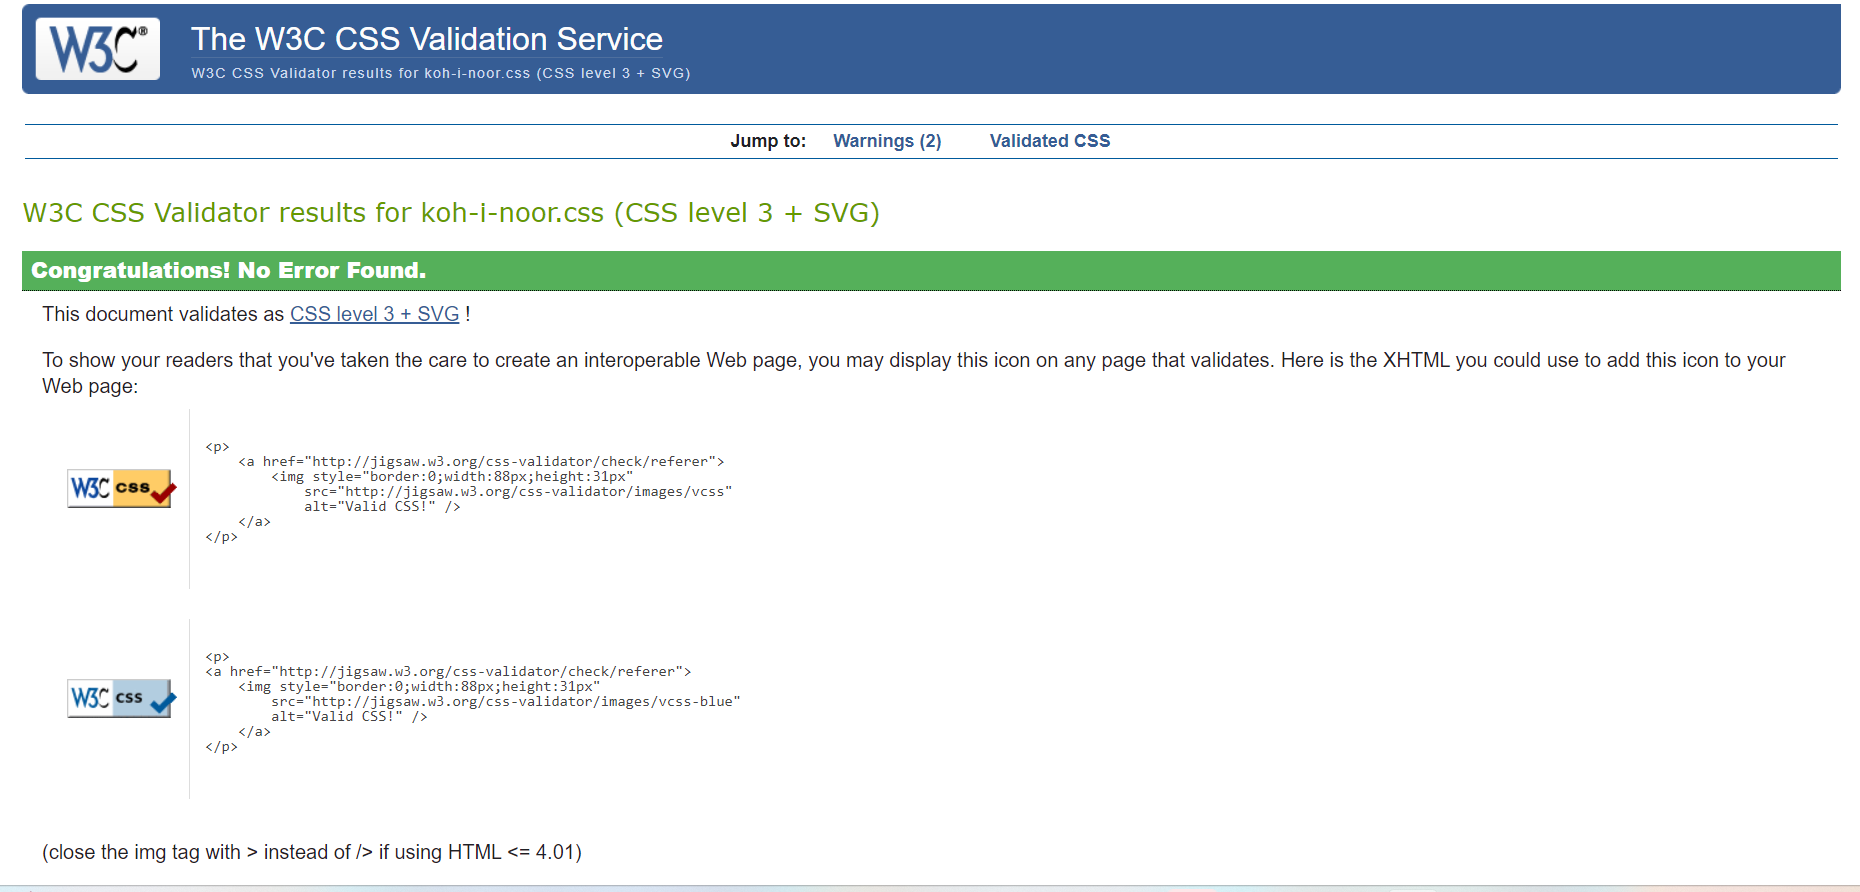 W3C®
The W3C CSS Validation Service
W3C CSS Validator results for koh-i-noor.css (CSS level 3 + SVG)
Jump to: Warnings (2) Validated CSS
W3C CSS Validator results for koh-i-noor.css (CSS level 3 + SVG)
Congratulations! No Error Found.
This document validates as CSS level 3 + SVG !
To show your readers that you've taken the care to create an interoperable Web page, you may display this icon on any page that validates. Here is the XHTML you could use to add this icon to your
Web page:
<p>
<a href="http://jigsaw.w3.org/css-validator/check/referer">
<img style="border:0;width:88px;height:31px"
W3C css
src="http://jigsaw.w3.org/css-validator/images/vcss"
alt="Valid CSS!" />
</a>
</p>
<p>
<a href="http://jigsaw.w3.org/css-validator/check/referer">
<img style="border:0;width:88px;height:31px"
W3C css
src="http://jigsaw.w3.org/css-validator/images/vcss-blue"
alt="Valid CSS!" />
</a>
</p>
(close the img tag with > instead of /> if using HTML <= 4.01)